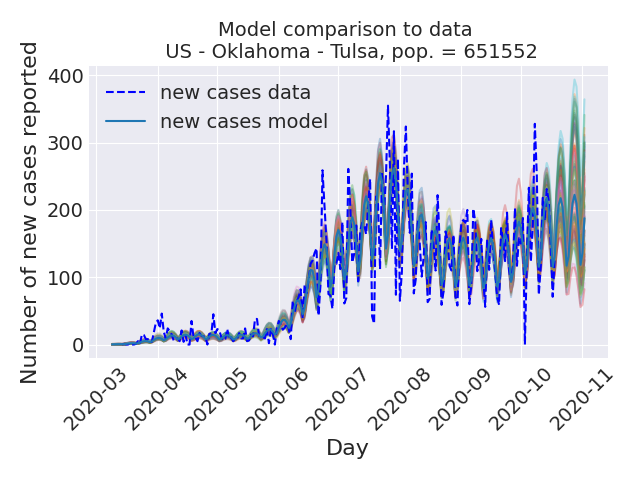 Model comparison to data
US - Oklahoma - Tulsa, pop. = 651552
Number of new cases reported
400
300
200
100
0
new cases data
new cases model
2020-03
2020-04
2020-05
2020-06
2020-07
2020-08
2020-09
2020-10
2020-11
Day